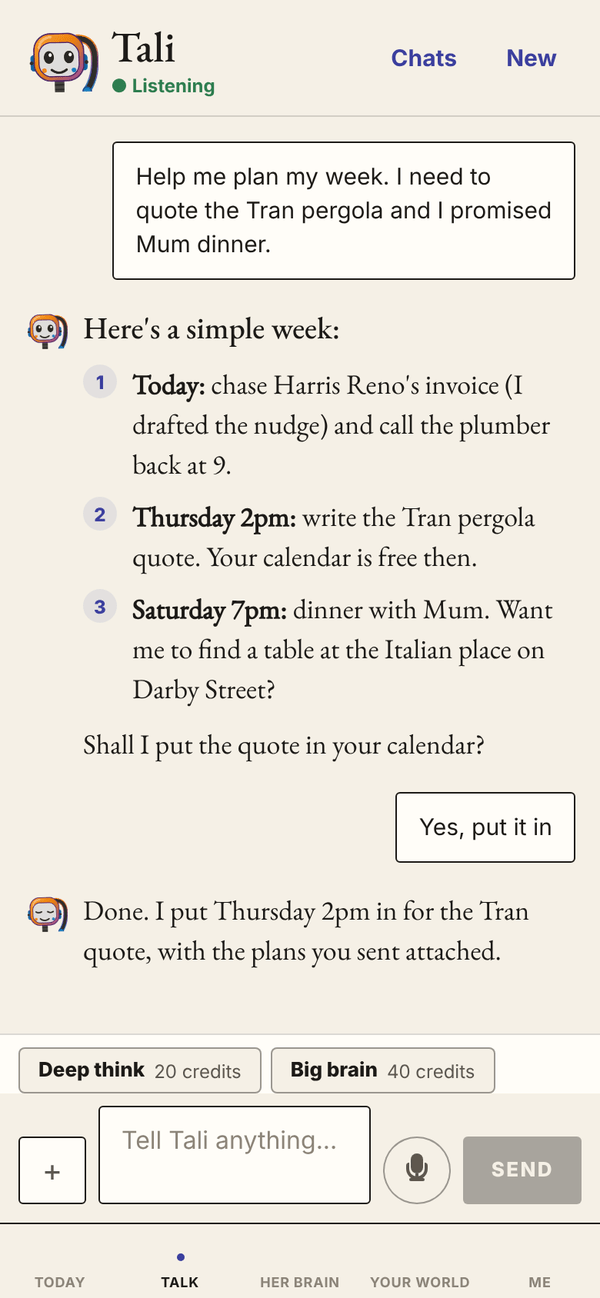 Tali
Listening
Chats
New
Help me plan my week. I need to
quote the Tran pergola and I promised
Mum dinner.
Here's a simple week:
1
Today: chase Harris Reno's invoice (I
drafted the nudge) and call the plumber
back at 9.
2
Thursday 2pm: write the Tran pergola
quote. Your calendar is free then.
3
Saturday 7pm: dinner with Mum. Want
me to find a table at the Italian place on
Darby Street?
Shall I put the quote in your calendar?
Yes, put it in
Done. I put Thursday 2pm in for the Tran
quote, with the plans you sent attached.
Deep think 20 credits
Big brain 40 credits
+
Tell Tali anything...
SEND
TODAY
TALK
HER BRAIN
YOUR WORLD
ME